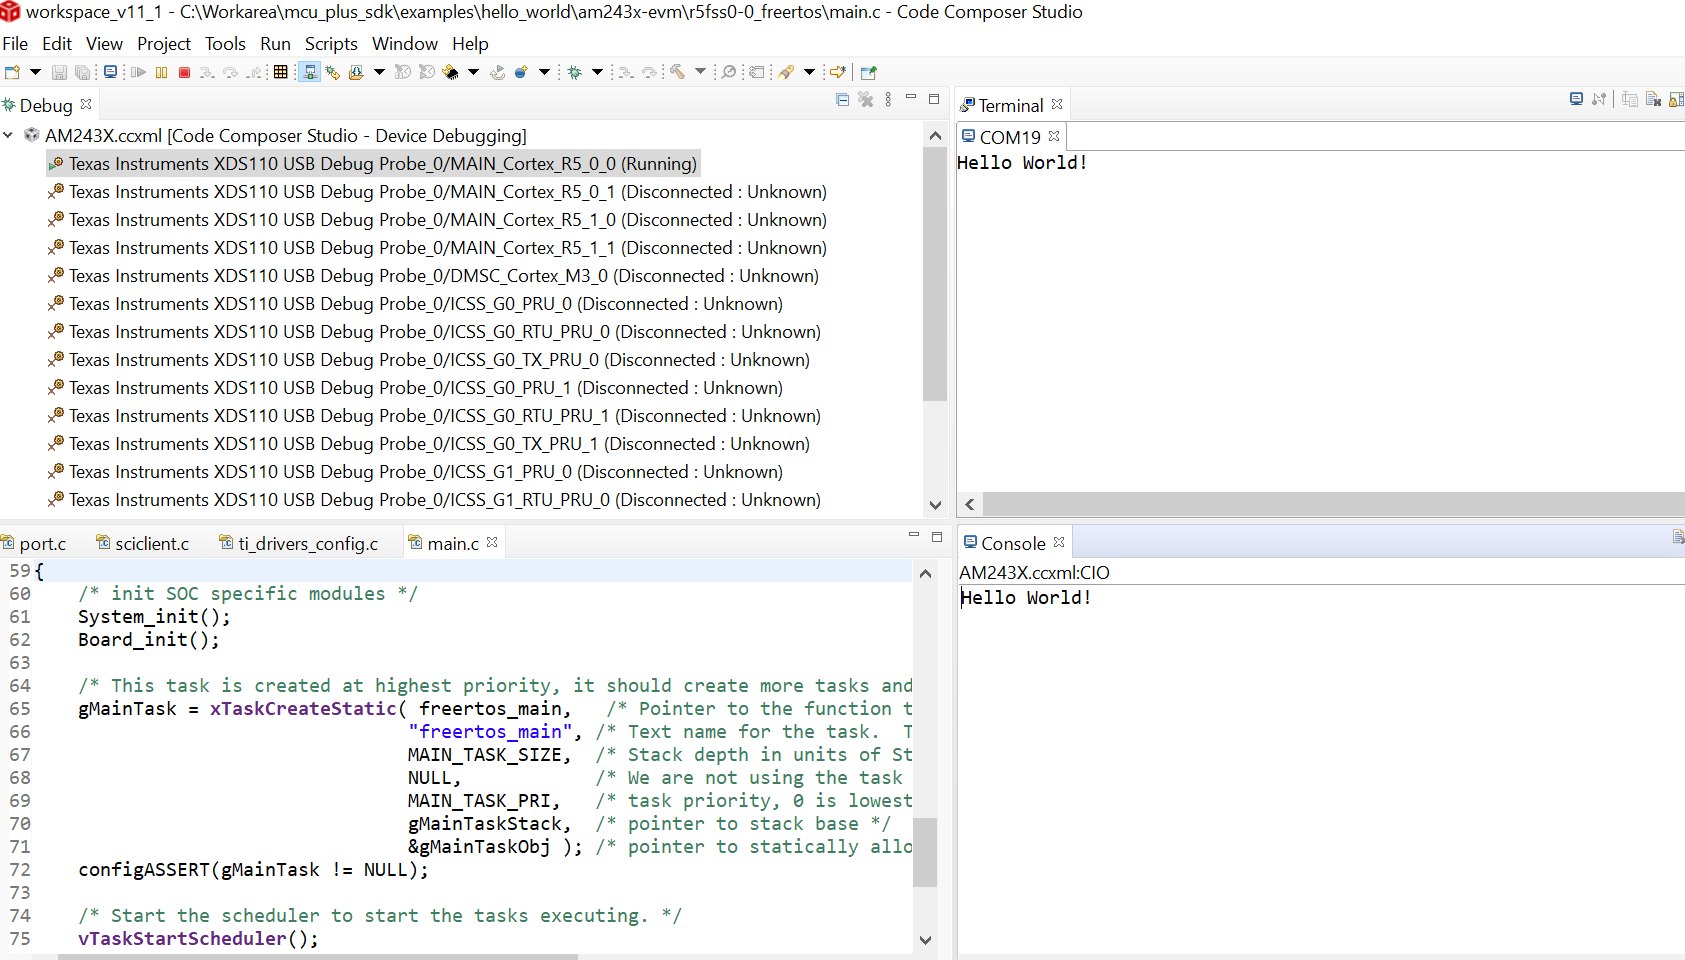 workspace_v11_1 - C:\Workarea\mcu_plus_sdk\examples\hello_world\am243x-evm\r5fss0-0_freertos\main.c - Code Composer Studio
File Edit View Project Tools Run Scripts Window Help
Debug
AM243X.ccxml [Code Composer Studio - Device Debugging]
Texas Instruments XDS110 USB Debug Probe_0/MAIN_Cortex_R5_0_0 (Running)
Texas Instruments XDS110 USB Debug Probe_0/MAIN_Cortex_R5_0_1 (Disconnected : Unknown)
Texas Instruments XDS110 USB Debug Probe_0/MAIN_Cortex_R5_1_0 (Disconnected : Unknown)
Texas Instruments XDS110 USB Debug Probe_0/MAIN_Cortex_R5_1_1 (Disconnected : Unknown)
Texas Instruments XDS110 USB Debug Probe_0/DMSC_Cortex_M3_0 (Disconnected : Unknown)
Texas Instruments XDS110 USB Debug Probe_0/ICSS_G0_PRU_0 (Disconnected : Unknown)
Texas Instruments XDS110 USB Debug Probe_0/ICSS_G0_RTU_PRU_0 (Disconnected : Unknown)
Texas Instruments XDS110 USB Debug Probe_0/ICSS_G0_TX_PRU_0 (Disconnected : Unknown)
Texas Instruments XDS110 USB Debug Probe_0/ICSS_G0_PRU_1 (Disconnected : Unknown)
Texas Instruments XDS110 USB Debug Probe_0/ICSS_G0_RTU_PRU_1 (Disconnected : Unknown)
Texas Instruments XDS110 USB Debug Probe_0/ICSS_G0_TX_PRU_1 (Disconnected : Unknown)
Texas Instruments XDS110 USB Debug Probe_0/ICSS_G1_PRU_0 (Disconnected : Unknown)
Texas Instruments XDS110 USB Debug Probe_0/ICSS_G1_RTU_PRU_0 (Disconnected : Unknown)
Terminal
COM19
Hello World!
port.c sciclient.c ti_drivers_config.c main.c
59 {
60 /* init SOC specific modules */
61 System_init();
62 Board_init();
63
64 /* This task is created at highest priority, it should create more tasks and
65 gMainTask = xTaskCreateStatic( freertos_main, /* Pointer to the function t
66 "freertos_main", /* Text name for the task. T
67 MAIN_TASK_SIZE, /* Stack depth in units of St
68 NULL, /* We are not using the task
69 MAIN_TASK_PRI, /* task priority, 0 is lowest
70 gMainTaskStack, /* pointer to stack base */
71 &gMainTaskObj ); /* pointer to statically allo
72 configASSERT(gMainTask != NULL);
73
74 /* Start the scheduler to start the tasks executing. */
75 vTaskStartScheduler();
Console
AM243X.ccxml:CIO
Hello World!